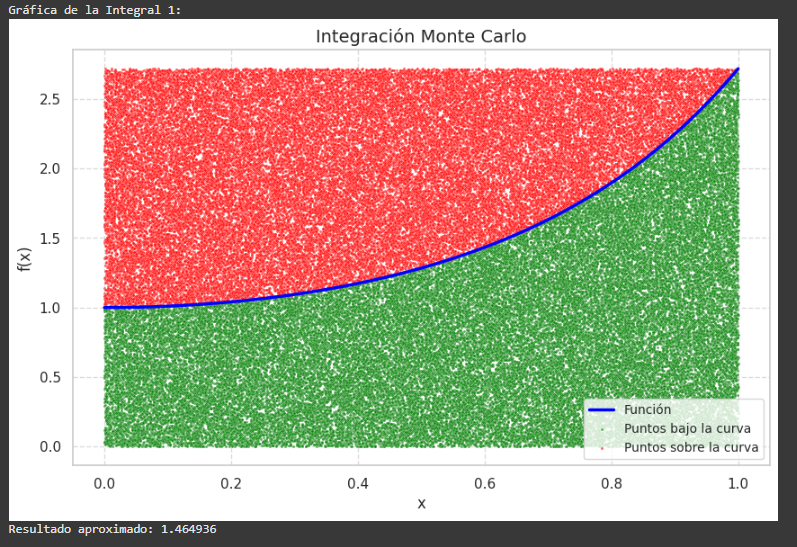 Gráfica de la Integral 1:
Integración Monte Carlo
f(x)
2.5
2.0
1.5
1.0
0.5
0.0
Función
Puntos bajo la curva
Puntos sobre la curva
0.0 0.2 0.4 0.6 0.8 1.0
x
Resultado aproximado: 1.464936